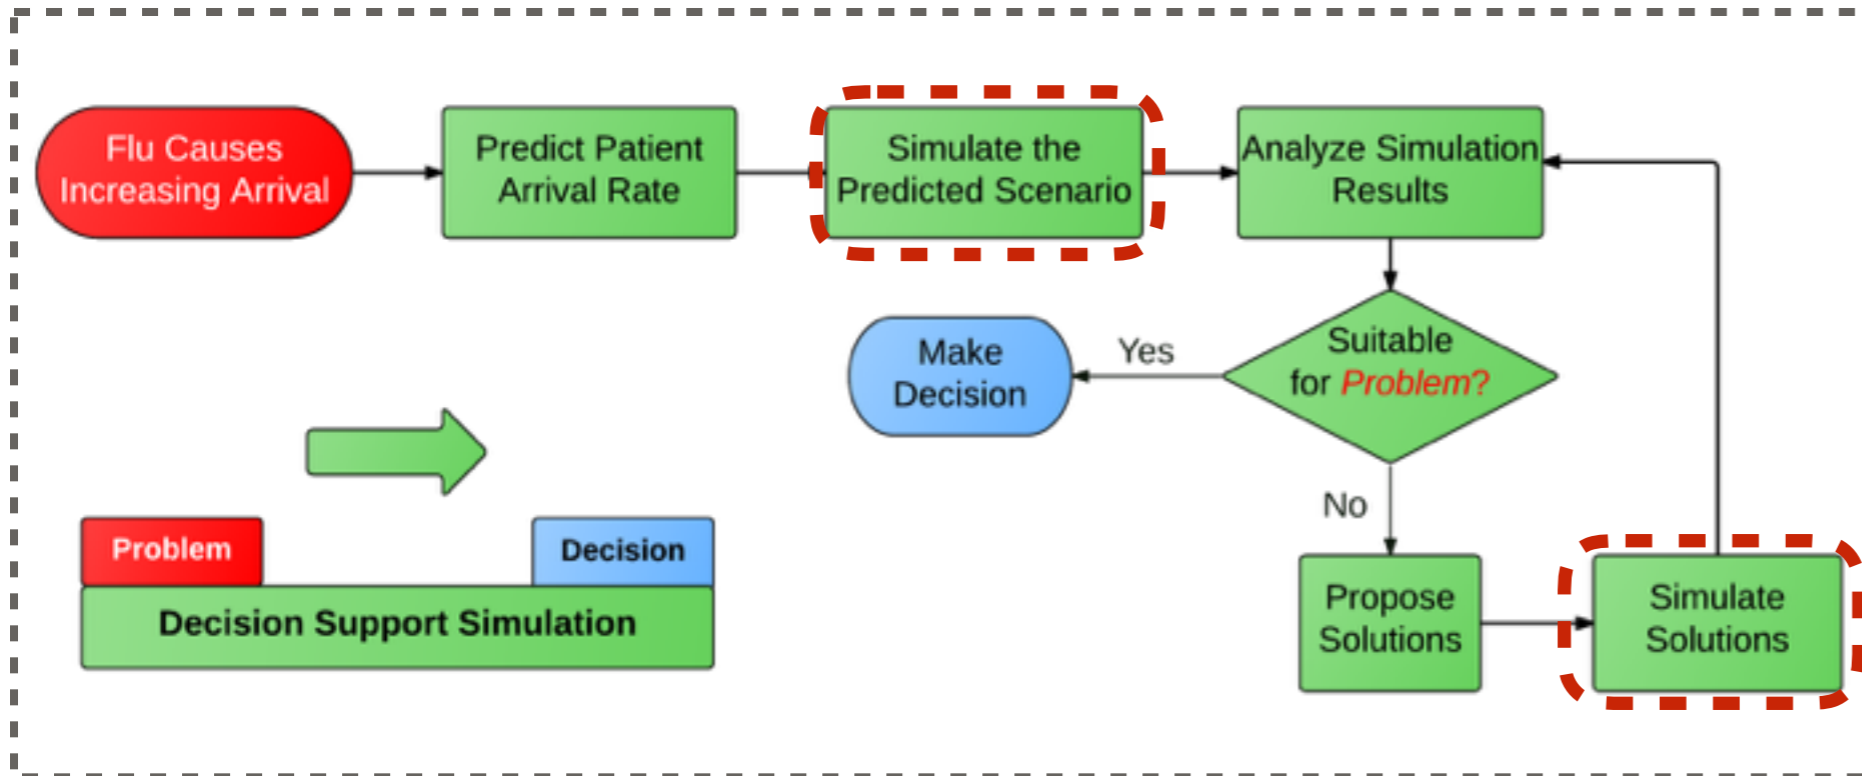 Flu Causes
Increasing Arrival
Predict Patient
Arrival Rate
Simulate the
Predicted Scenario
Analyze Simulation
Results
Make
Decision
Yes
Suitable
for Problem?
No
Propose
Solutions
Simulate
Solutions
Problem
Decision
Decision Support Simulation